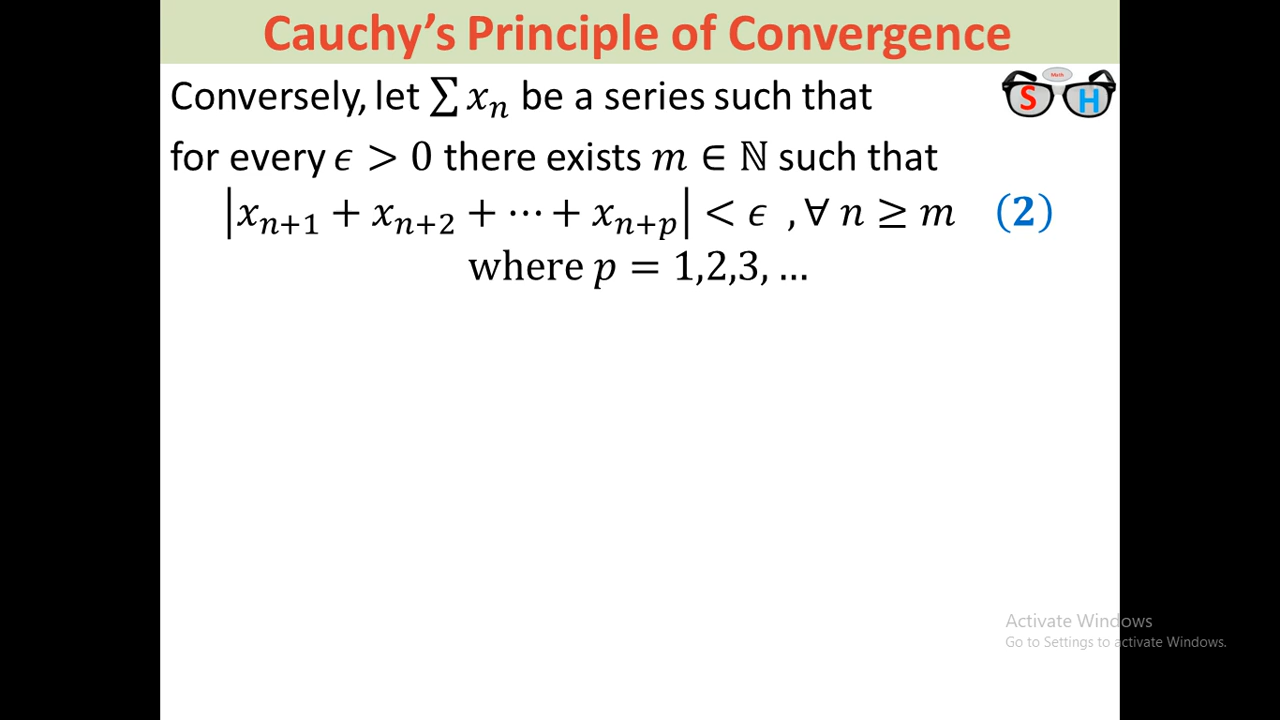 Cauchy’s Principle of Convergence
Math
S H
Conversely, let ∑ xₙ be a series such that
for every ϵ > 0 there exists m ∈ ℕ such that
|xₙ₊₁ + xₙ₊₂ + ⋯ + xₙ₊ₚ| < ϵ , ∀ n ≥ m (2)
where p = 1,2,3, …
Activate Windows
Go to Settings to activate Windows.